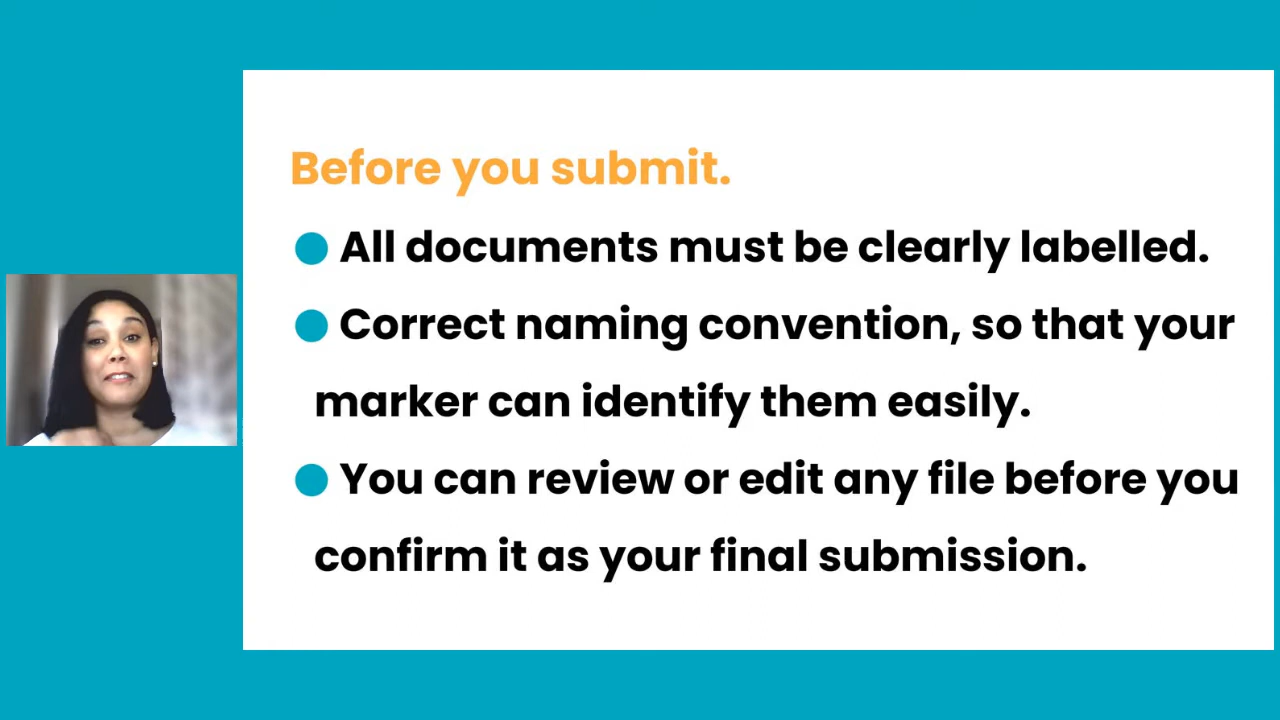 Before you submit.
● All documents must be clearly labelled.
● Correct naming convention, so that your
marker can identify them easily.
● You can review or edit any file before you
confirm it as your final submission.